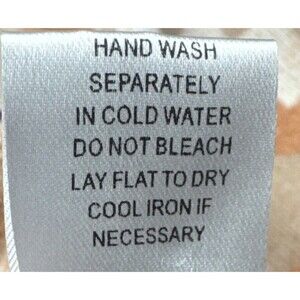 HAND WASH
SEPARATELY
IN COLD WATER
DO NOT BLEACH
LAY FLAT TO DRY
COOL IRON IF
NECESSARY